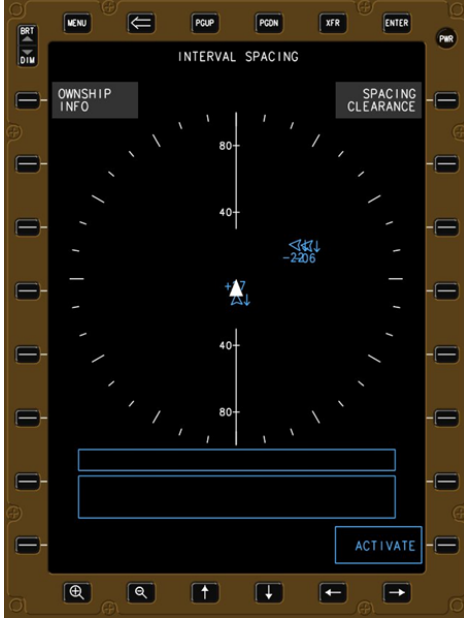 BRT
DIM
MENU
PGUP
PGDN
XFR
ENTER
PWR
INTERVAL SPACING
OWNSHIP
INFO
SPACING
CLEARANCE
80
40
40
80
ACTIVATE